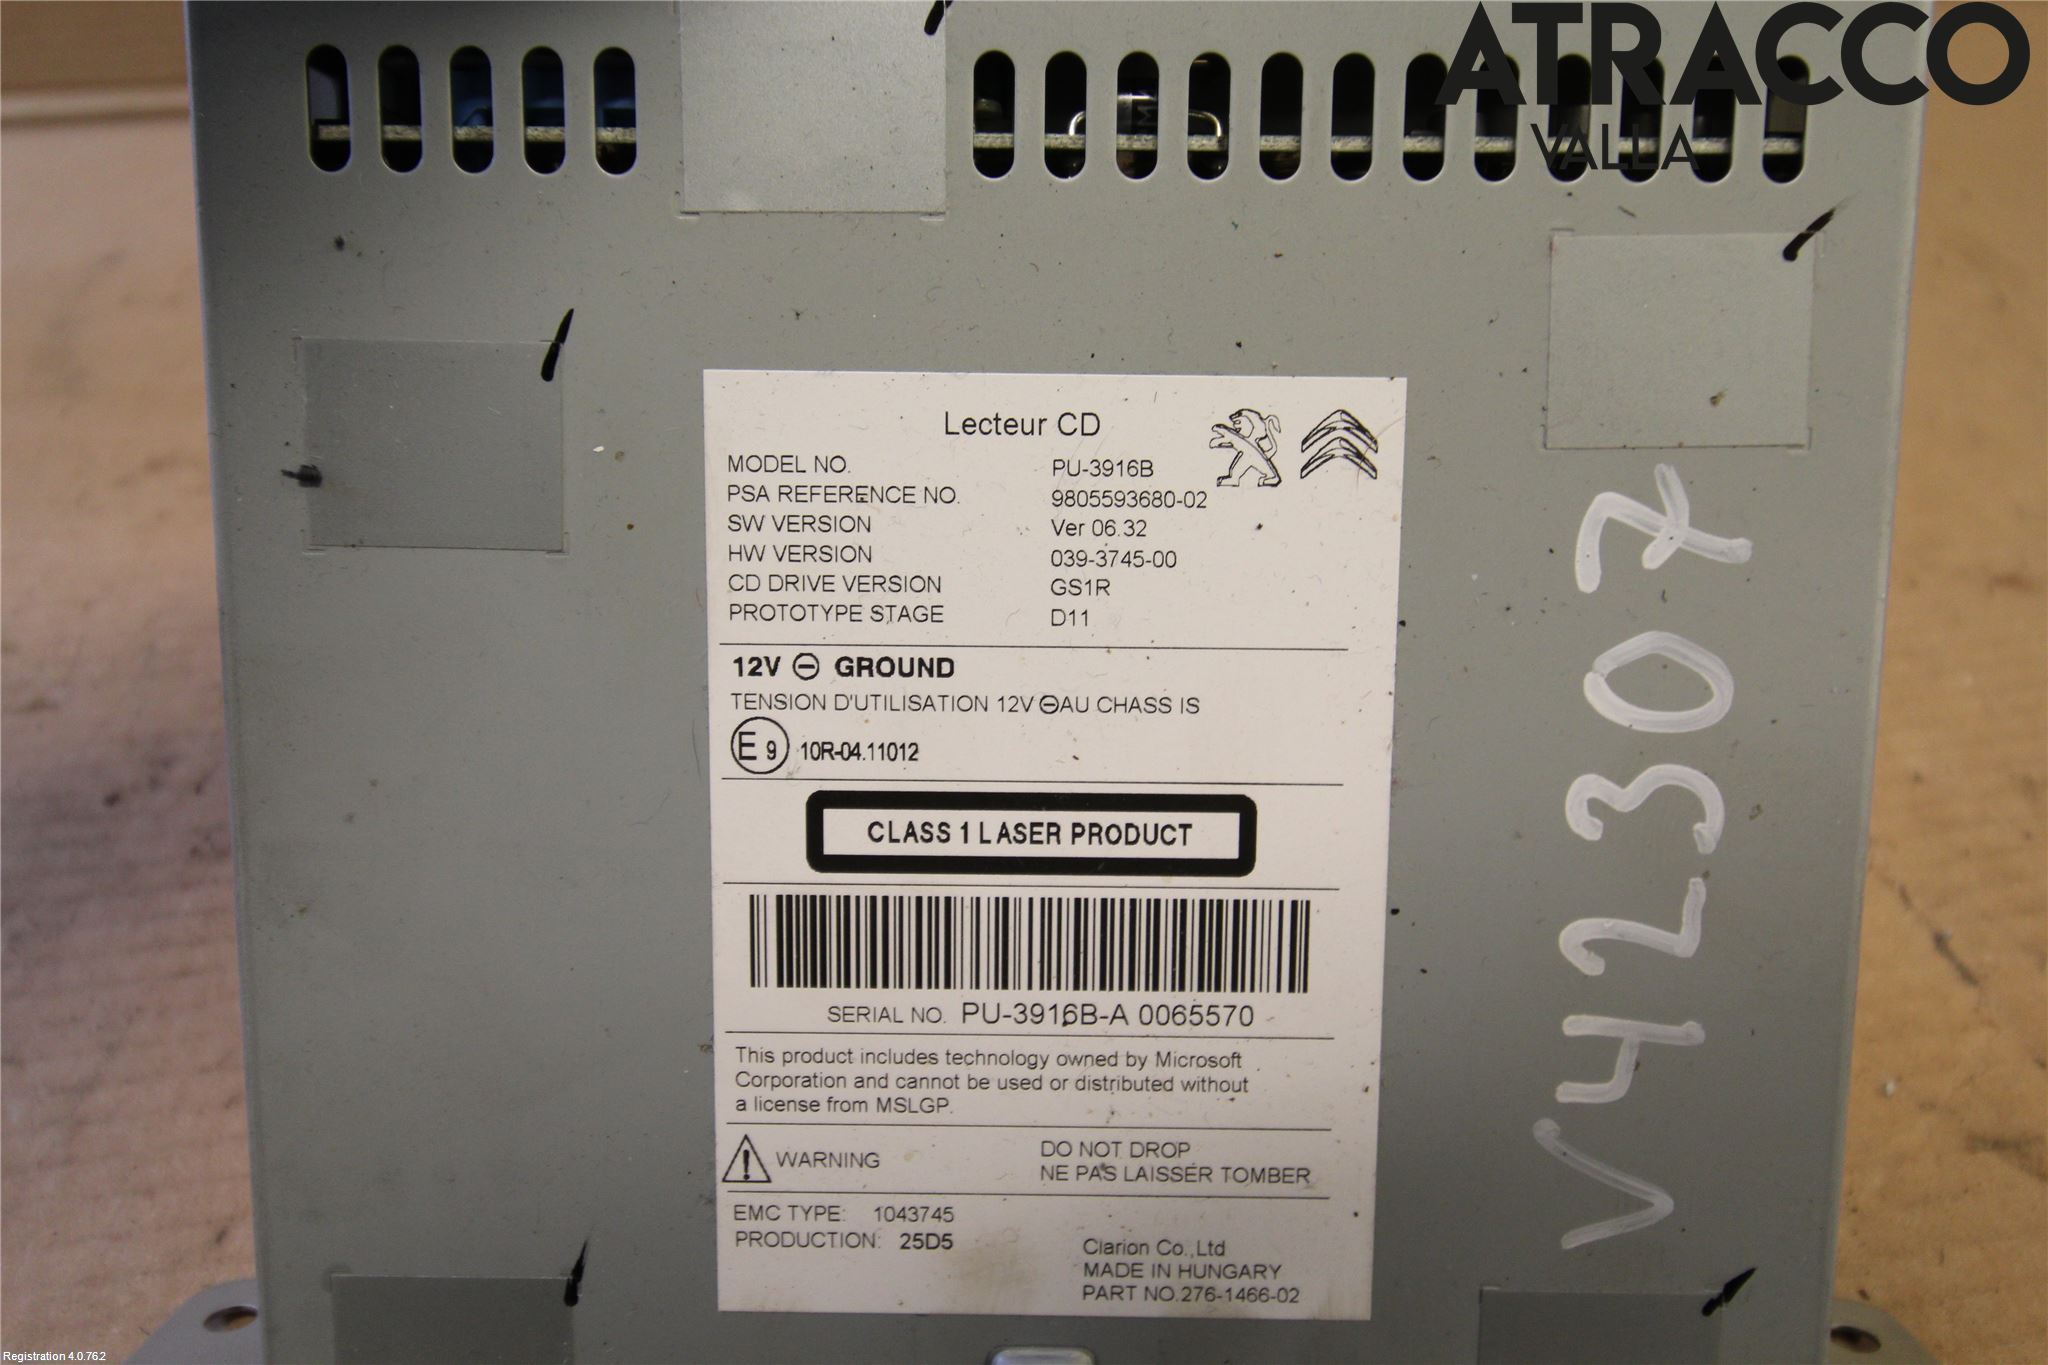 ATRACCO
VALLA
Lecteur CD
MODEL NO. PU-3916B
PSA REFERENCE NO. 9805593680-02
SW VERSION Ver 06.32
HW VERSION 039-3745-00
CD DRIVE VERSION GS1R
PROTOTYPE STAGE D11
12V ⊖ GROUND
TENSION D'UTILISATION 12V ⊖AU CHASS IS
E 9 10R-04.11012
CLASS 1 LASER PRODUCT
SERIAL NO. PU-3916B-A 0065570
This product includes technology owned by Microsoft
Corporation and cannot be used or distributed without
a license from MSLGP.
WARNING DO NOT DROP
NE PAS LAISSER TOMBER
EMC TYPE: 1043745
PRODUCTION: 25D5
Clarion Co.,Ltd
MADE IN HUNGARY
PART NO.276-1466-02
V42307
Registration 4.0.762